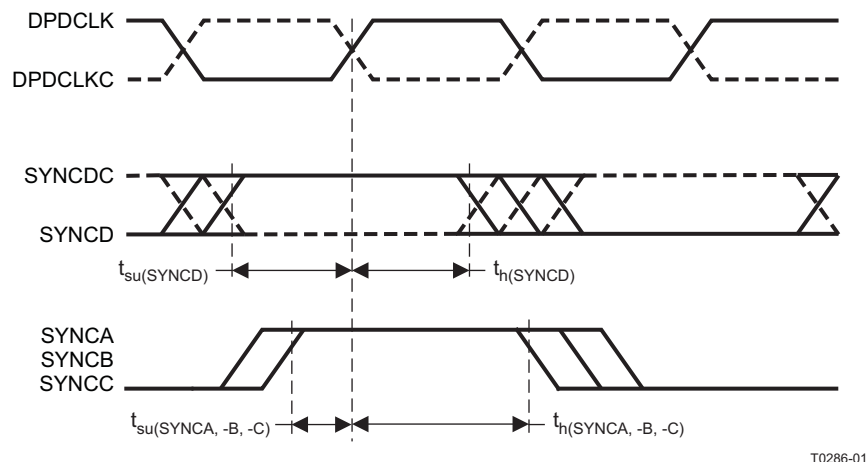 DPDCLK
DPDCLKC
SYNCDC
SYNCD
tsu(SYNCD)
th(SYNCD)
SYNCA
SYNCB
SYNCC
tsu(SYNCA, -B, -C)
th(SYNCA, -B, -C)
T0286-01